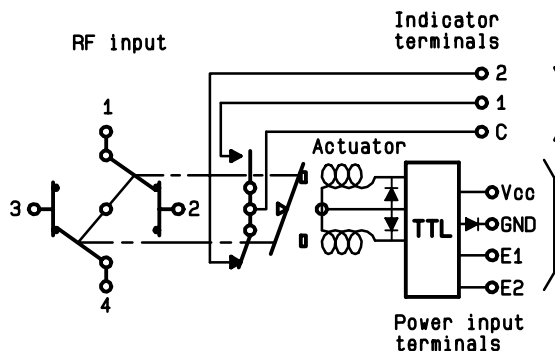 Indicator
terminals
RF input
2
1
C
1
Actuator
3
2
TTL
Vcc
GND
E1
E2
4
Power input
terminals